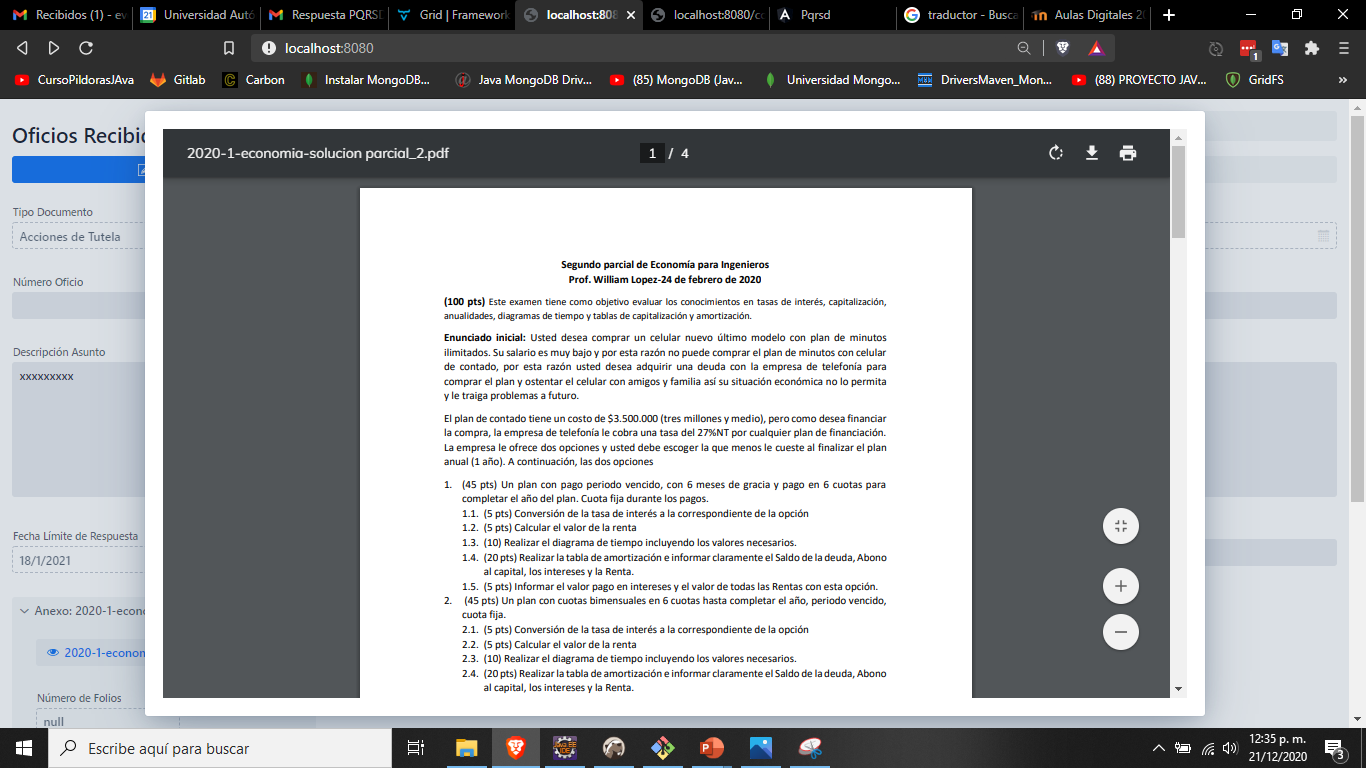 Recibidos (1) - ev
Universidad Autó
Respuesta PQRSD
Grid | Framework
localhost:808
localhost:8080/co
Pqrsd
traductor - Busca
Aulas Digitales 20
localhost:8080
1
CursoPildorasJAva
Gitlab
Carbon
Instalar MongoDB...
Java MongoDB Driv...
(85) MongoDB (Jav...
Universidad Mongo...
DriversMaven_Mon...
(88) PROYECTO JAV...
GridFS
»
Oficios Recibid
Tipo Documento
Acciones de Tutela
Número Oficio
Descripción Asunto
xxxxxxxxx
Fecha Límite de Respuesta
18/1/2021
Anexo: 2020-1-econo
2020-1-econom
Número de Folios
null
2020-1-economia-solucion parcial_2.pdf
1 / 4
Segundo parcial de Economía para Ingenieros
Prof. William Lopez-24 de febrero de 2020
(100 pts) Este examen tiene como objetivo evaluar los conocimientos en tasas de interés, capitalización,
anualidades, diagramas de tiempo y tablas de capitalización y amortización.
Enunciado inicial: Usted desea comprar un celular nuevo último modelo con plan de minutos
ilimitados. Su salario es muy bajo y por esta razón no puede comprar el plan de minutos con celular
de contado, por esta razón usted desea adquirir una deuda con la empresa de telefonía para
comprar el plan y ostentar el celular con amigos y familia así su situación económica no lo permita
y le traiga problemas a futuro.
El plan de contado tiene un costo de $3.500.000 (tres millones y medio), pero como desea financiar
la compra, la empresa de telefonía le cobra una tasa del 27%NT por cualquier plan de financiación.
La empresa le ofrece dos opciones y usted debe escoger la que menos le cueste al finalizar el plan
anual (1 año). A continuación, las dos opciones
1. (45 pts) Un plan con pago periodo vencido, con 6 meses de gracia y pago en 6 cuotas para
completar el año del plan. Cuota fija durante los pagos.
1.1. (5 pts) Conversión de la tasa de interés a la correspondiente de la opción
1.2. (5 pts) Calcular el valor de la renta
1.3. (10) Realizar el diagrama de tiempo incluyendo los valores necesarios.
1.4. (20 pts) Realizar la tabla de amortización e informar claramente el Saldo de la deuda, Abono
al capital, los intereses y la Renta.
1.5. (5 pts) Informar el valor pago en intereses y el valor de todas las Rentas con esta opción.
2. (45 pts) Un plan con cuotas bimensuales en 6 cuotas hasta completar el año, periodo vencido,
cuota fija.
2.1. (5 pts) Conversión de la tasa de interés a la correspondiente de la opción
2.2. (5 pts) Calcular el valor de la renta
2.3. (10) Realizar el diagrama de tiempo incluyendo los valores necesarios.
2.4. (20 pts) Realizar la tabla de amortización e informar claramente el Saldo de la deuda, Abono
al capital, los intereses y la Renta.
Escribe aquí para buscar
12:35 p. m.
21/12/2020
3